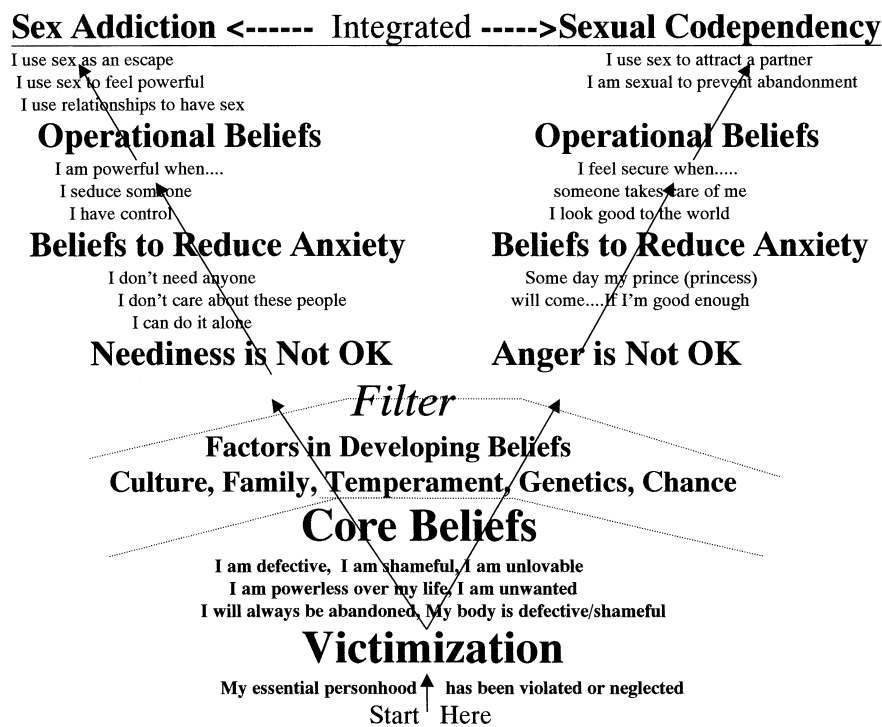 Sex Addiction <------ Integrated ----->Sexual Codependency
I use sex as an escape
I use sex to feel powerful
I use relationships to have sex
I use sex to attract a partner
I am sexual to prevent abandonment
Operational Beliefs
I am powerful when....
I seduce someone
I have control
Operational Beliefs
I feel secure when.....
someone takes care of me
I look good to the world
Beliefs to Reduce Anxiety
I don't need anyone
I don't care about these people
I can do it alone
Beliefs to Reduce Anxiety
Some day my prince (princess)
will come....If I'm good enough
Neediness is Not OK
Anger is Not OK
Filter
Factors in Developing Beliefs
Culture, Family, Temperament, Genetics, Chance
Core Beliefs
I am defective, I am shameful, I am unlovable
I am powerless over my life, I am unwanted
I will always be abandoned, My body is defective/shameful
Victimization
My essential personhood has been violated or neglected
Start Here